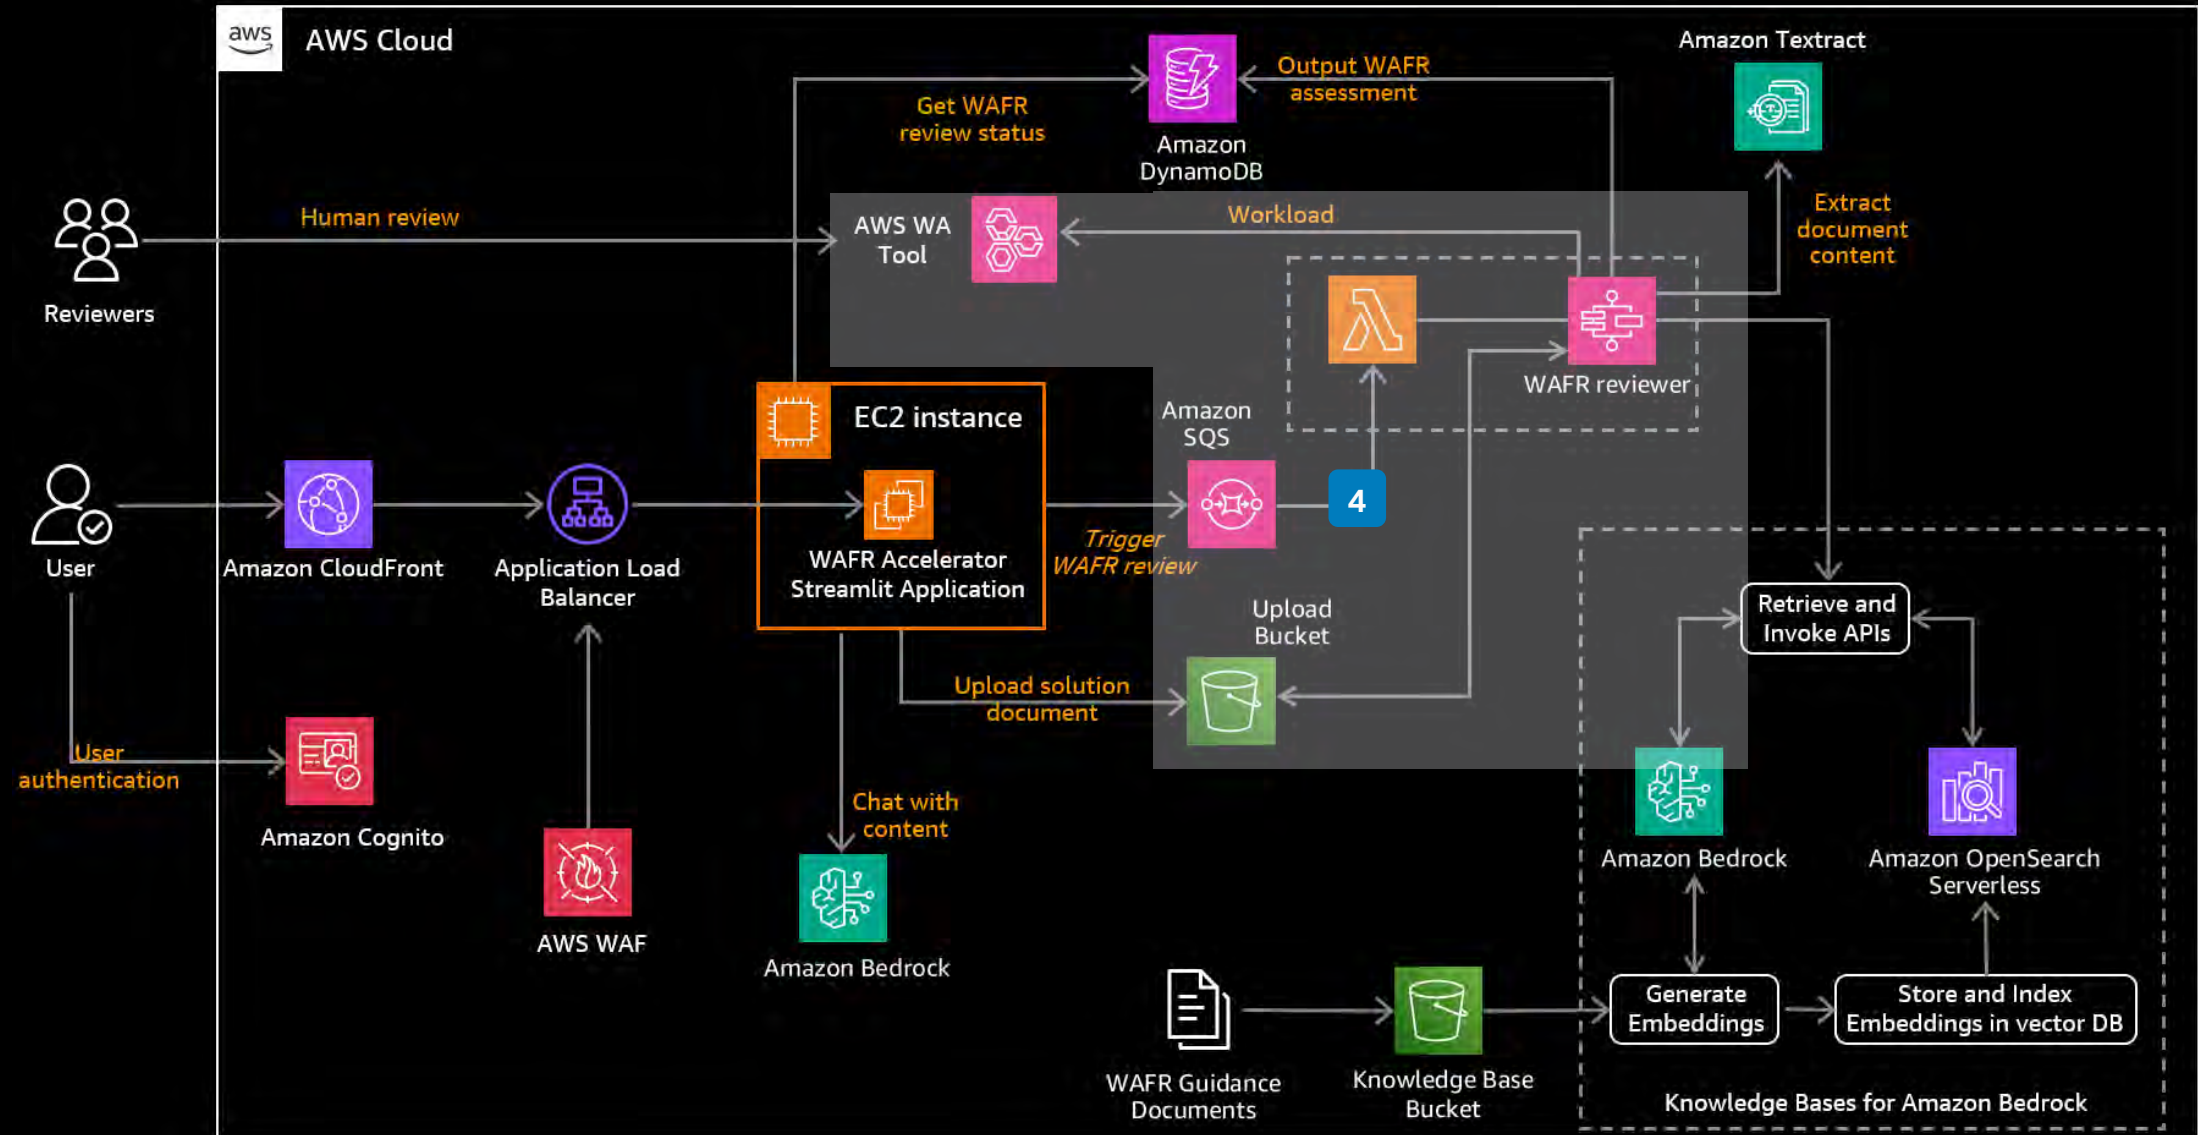 aws
AWS Cloud
Amazon Textract
Output WAFR
assessment
Get WAFR
review status
Amazon
DynamoDB
Extract
document
content
Human review
AWS WA
Tool
Workload
Reviewers
WAFR reviewer
EC2 instance
Amazon
SQS
4
User
Amazon CloudFront
Application Load
Balancer
WAFR Accelerator
Streamlit Application
Trigger
WAFR review
Retrieve and
Invoke APIs
Upload
Bucket
Upload solution
document
User
authentication
Amazon Cognito
Chat with
content
Amazon Bedrock
Amazon OpenSearch
Serverless
AWS WAF
Amazon Bedrock
Generate
Embeddings
Store and Index
Embeddings in vector DB
WAFR Guidance
Documents
Knowledge Base
Bucket
Knowledge Bases for Amazon Bedrock